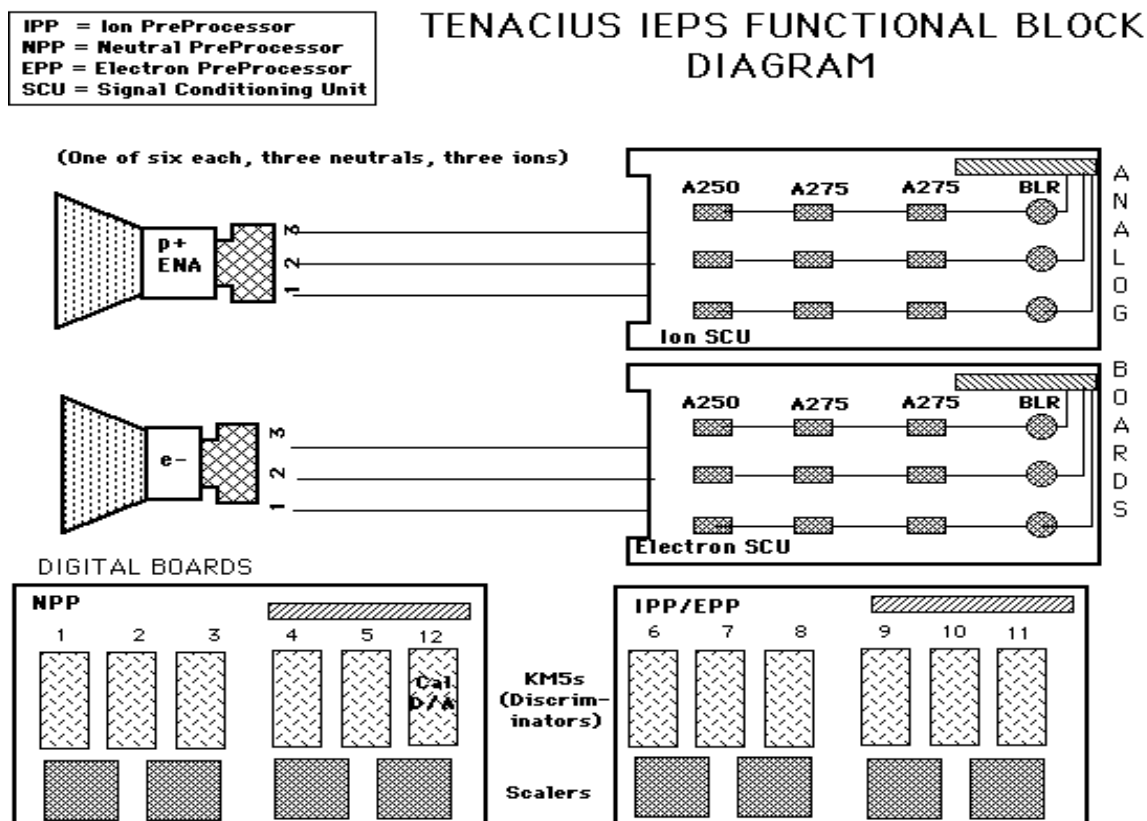 IPP = Ion PreProcessor
NPP = Neutral PreProcessor
EPP = Electron PreProcessor
SCU = Signal Conditioning Unit
TENACIUS IEPS FUNCTIONAL BLOCK
DIAGRAM
(One of six each, three neutrals, three ions)
p+
ENA
3
2
1
A250 A275 A275 BLR
Ion SCU
e-
3
2
1
A250 A275 A275 BLR
Electron SCU
ANALOG
BOARDS
DIGITAL BOARDS
NPP
1 2 3 4 5 12
Cal
D/A
KM5s
(Discrim-
inators)
Scalers
IPP/EPP
6 7 8 9 10 11